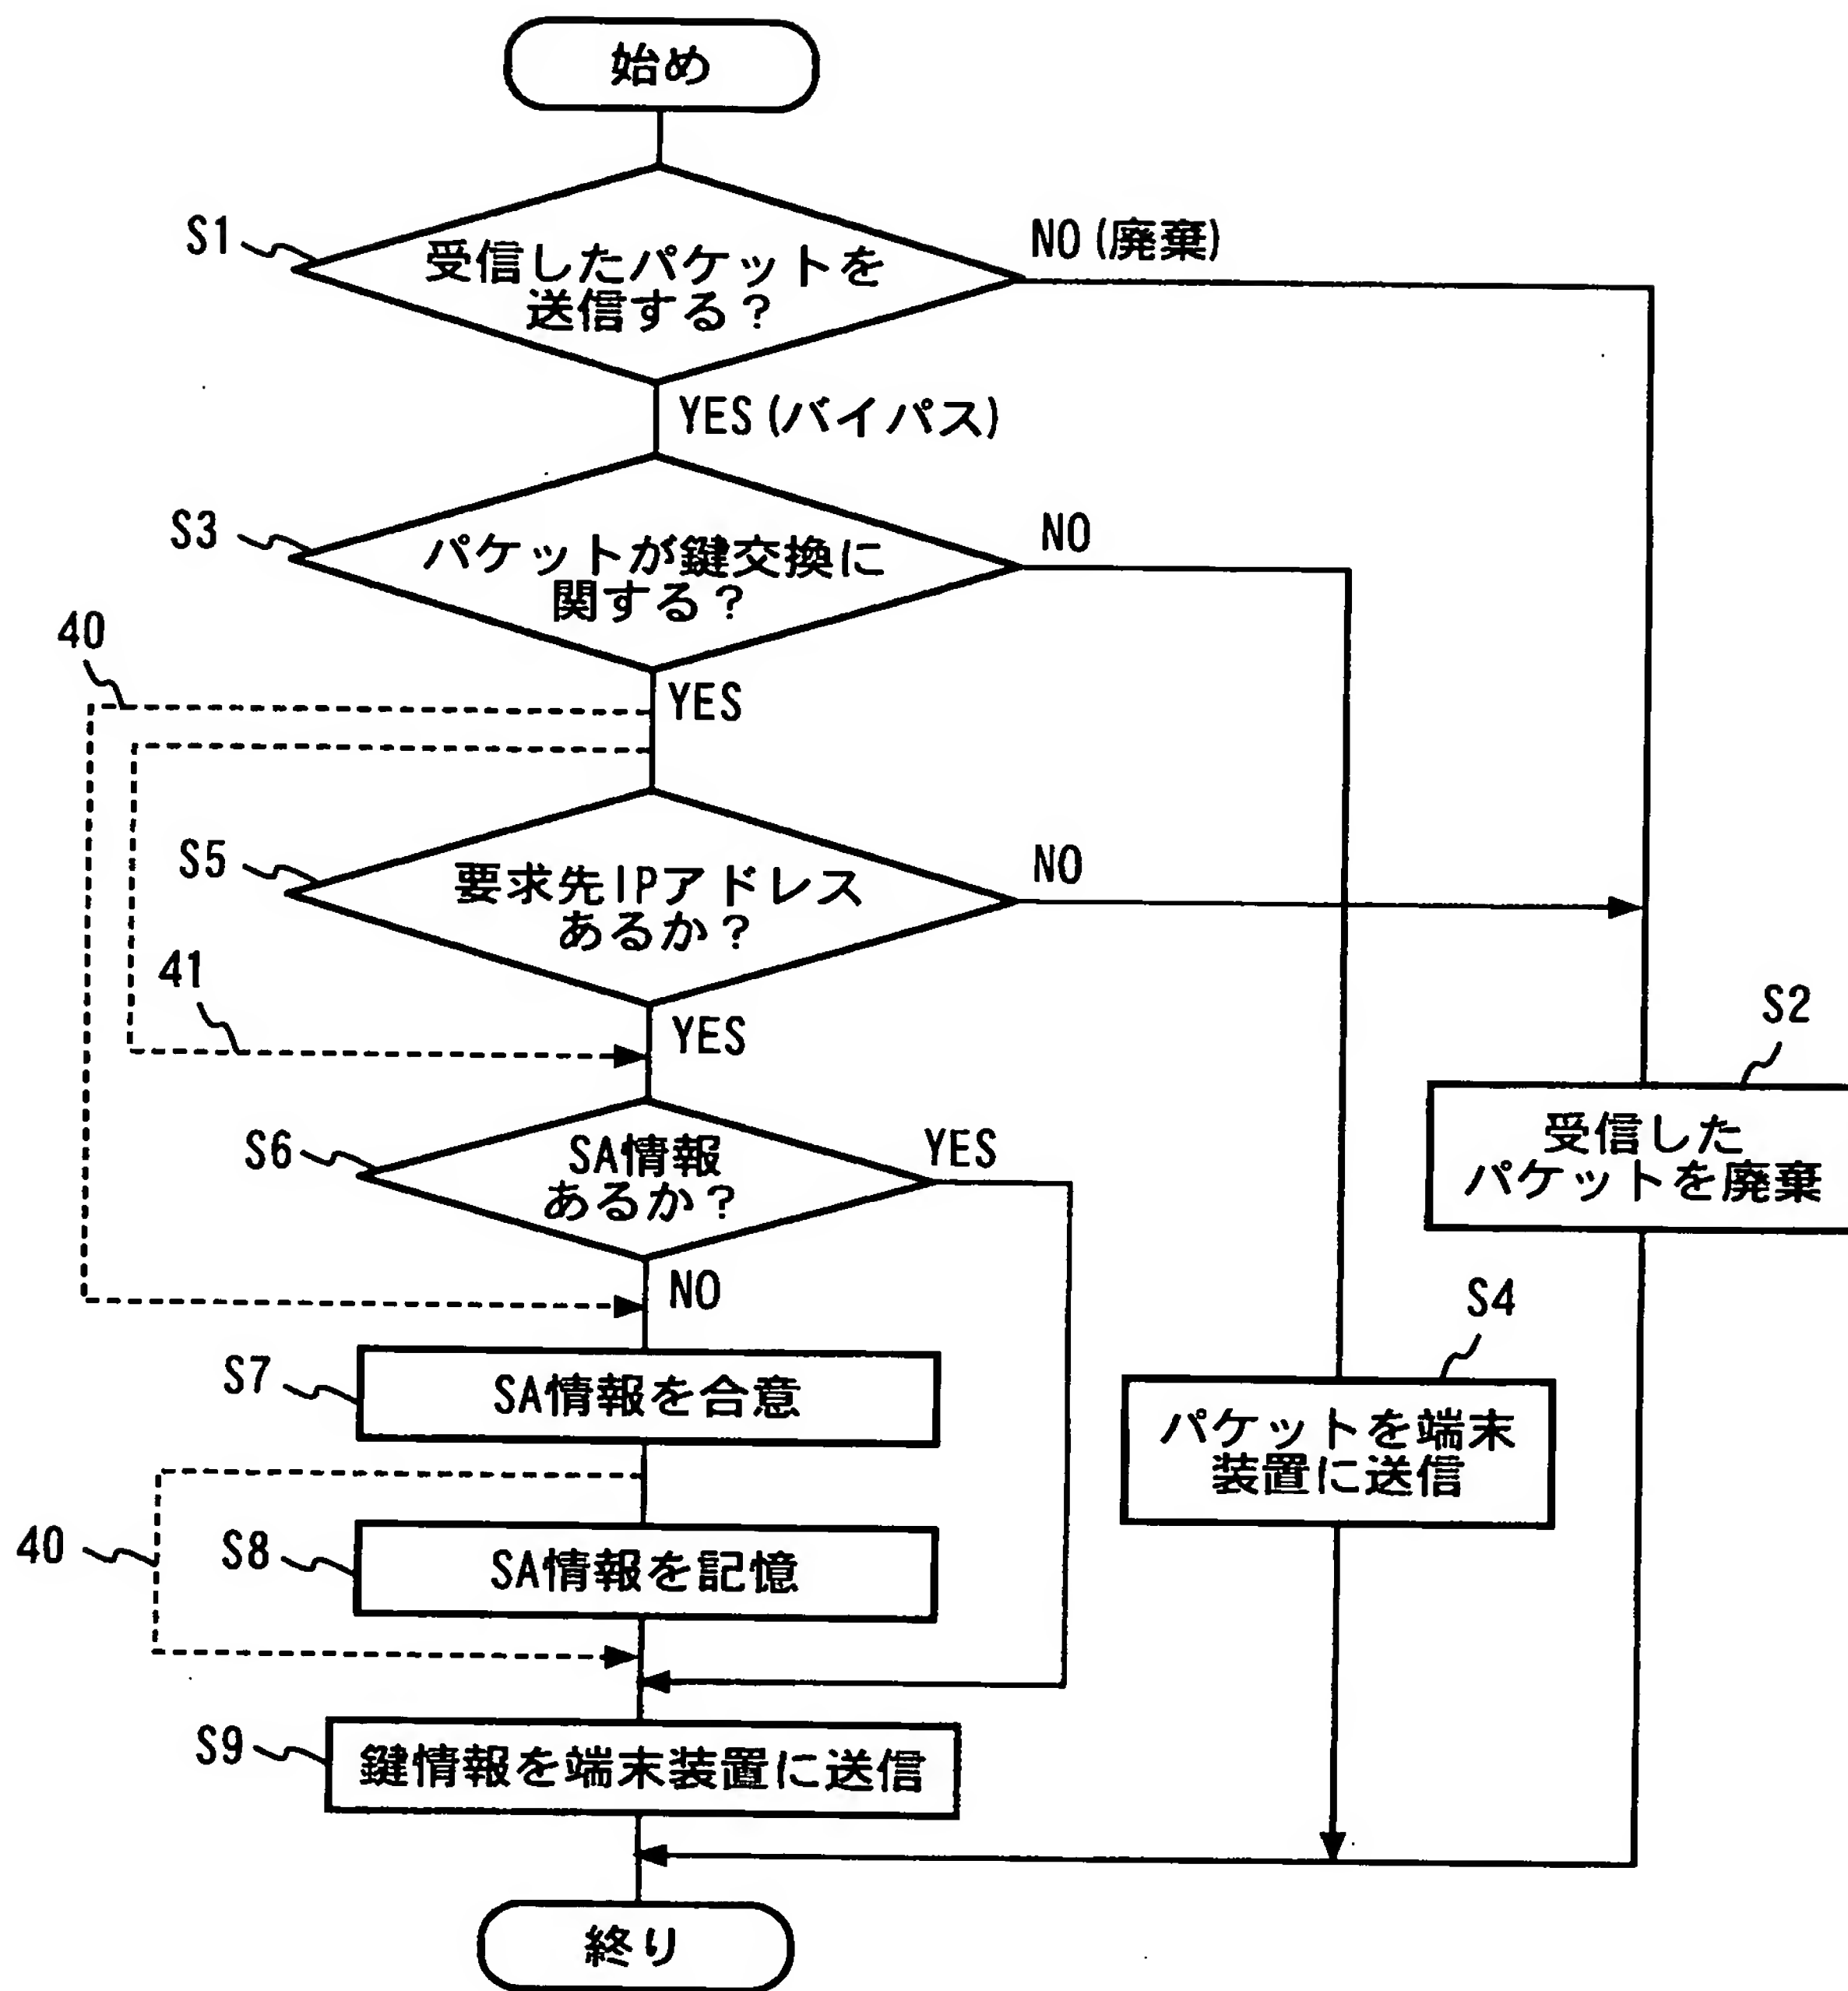 始め
S1
受信したパケットを
送信する？
NO(廃棄)
YES(バイパス)
S3
パケットが鍵交換に
関する？
NO
40
YES
S5
要求先IPアドレス
あるか？
NO
41
YES
S2
受信した
パケットを廃棄
S6
SA情報
あるか？
YES
NO
S4
パケットを端末
装置に送信
S7
SA情報を合意
40
S8
SA情報を記憶
S9
鍵情報を端末装置に送信
終り